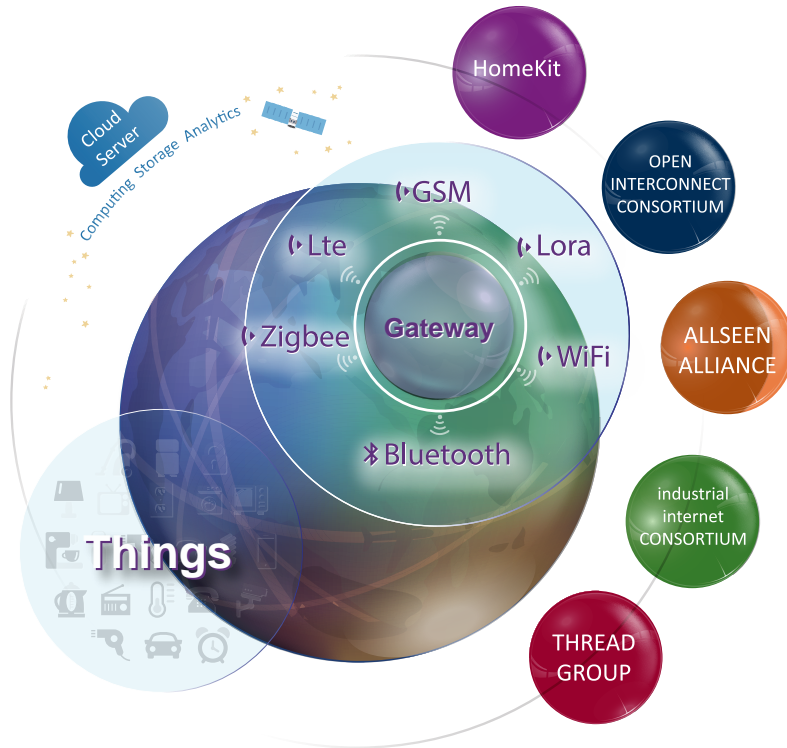 HomeKit
Cloud
Server
Computing Storage Analytics
OPEN
INTERCONNECT
CONSORTIUM
GSM
Lte
Lora
Gateway
Zigbee
WiFi
ALLSEEN
ALLIANCE
Bluetooth
industrial
internet
CONSORTIUM
Things
THREAD
GROUP